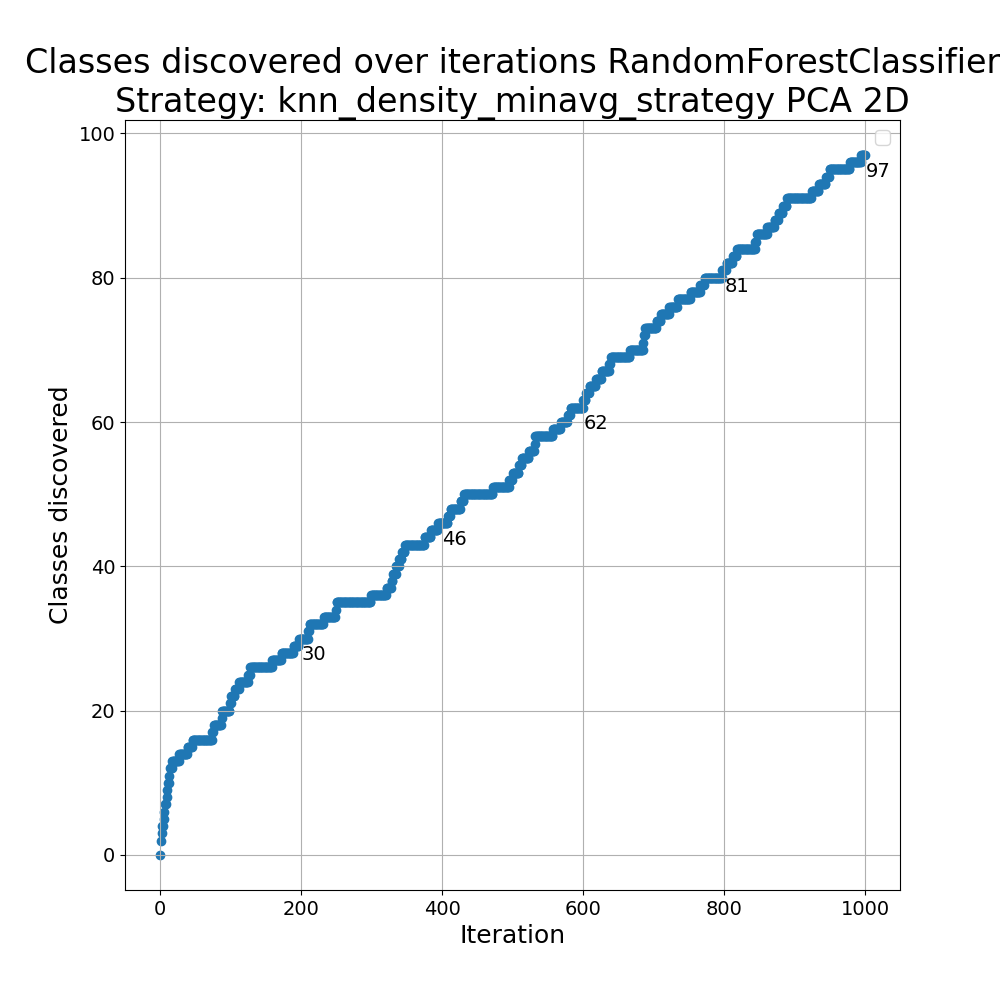 Classes discovered over iterations RandomForestClassifier
Strategy: knn_density_minavg_strategy PCA 2D
100
97
80
81
60
62
46
40
30
20
0
0 200 400 600 800 1000
Iteration
Classes discovered